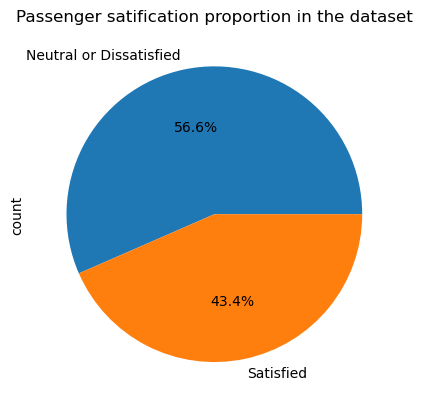 Passenger satification proportion in the dataset
Neutral or Dissatisfied
56.6%
count
43.4%
Satisfied